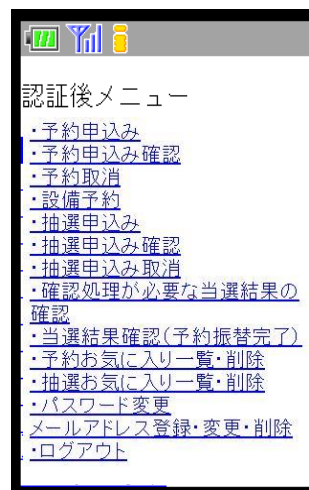 認証後メニュー
・予約申込み
・予約申込み確認
・予約取消
・設備予約
・抽選申込み
・抽選申込み確認
・抽選申込み取消
・確認処理が必要な当選結果の
確認
・当選結果確認(予約振替完了)
・予約お気に入り一覧・削除
・抽選お気に入り一覧・削除
・パスワード変更
メールアドレス登録・変更・削除
・ログアウト